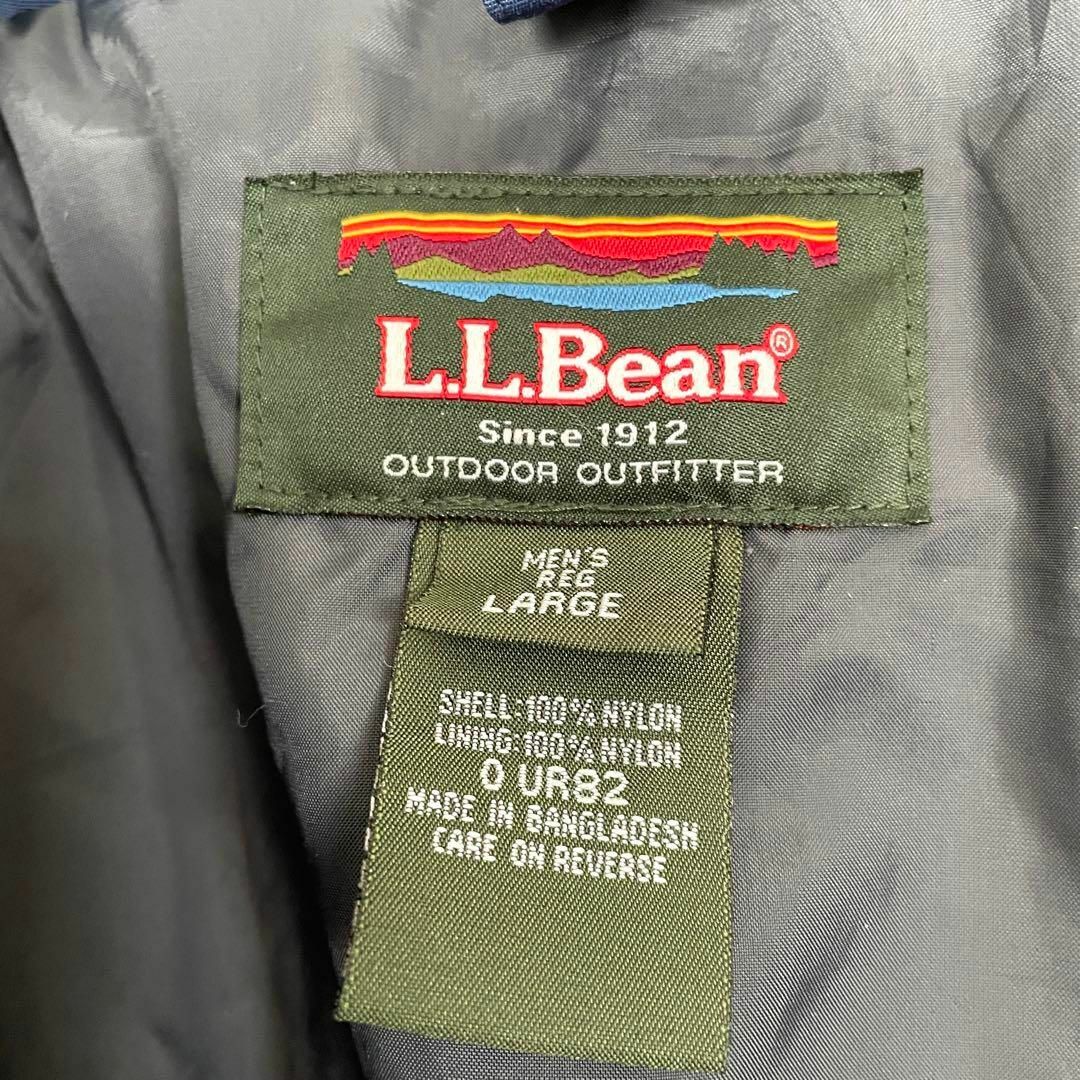 L.L.Bean®
Since 1912
OUTDOOR OUTFITTER
MEN'S
REG
LARGE
SHELL:100% NYLON
LINING:100% NYLON
0 UR82
MADE IN BANGLADESH
CARE ON REVERSE